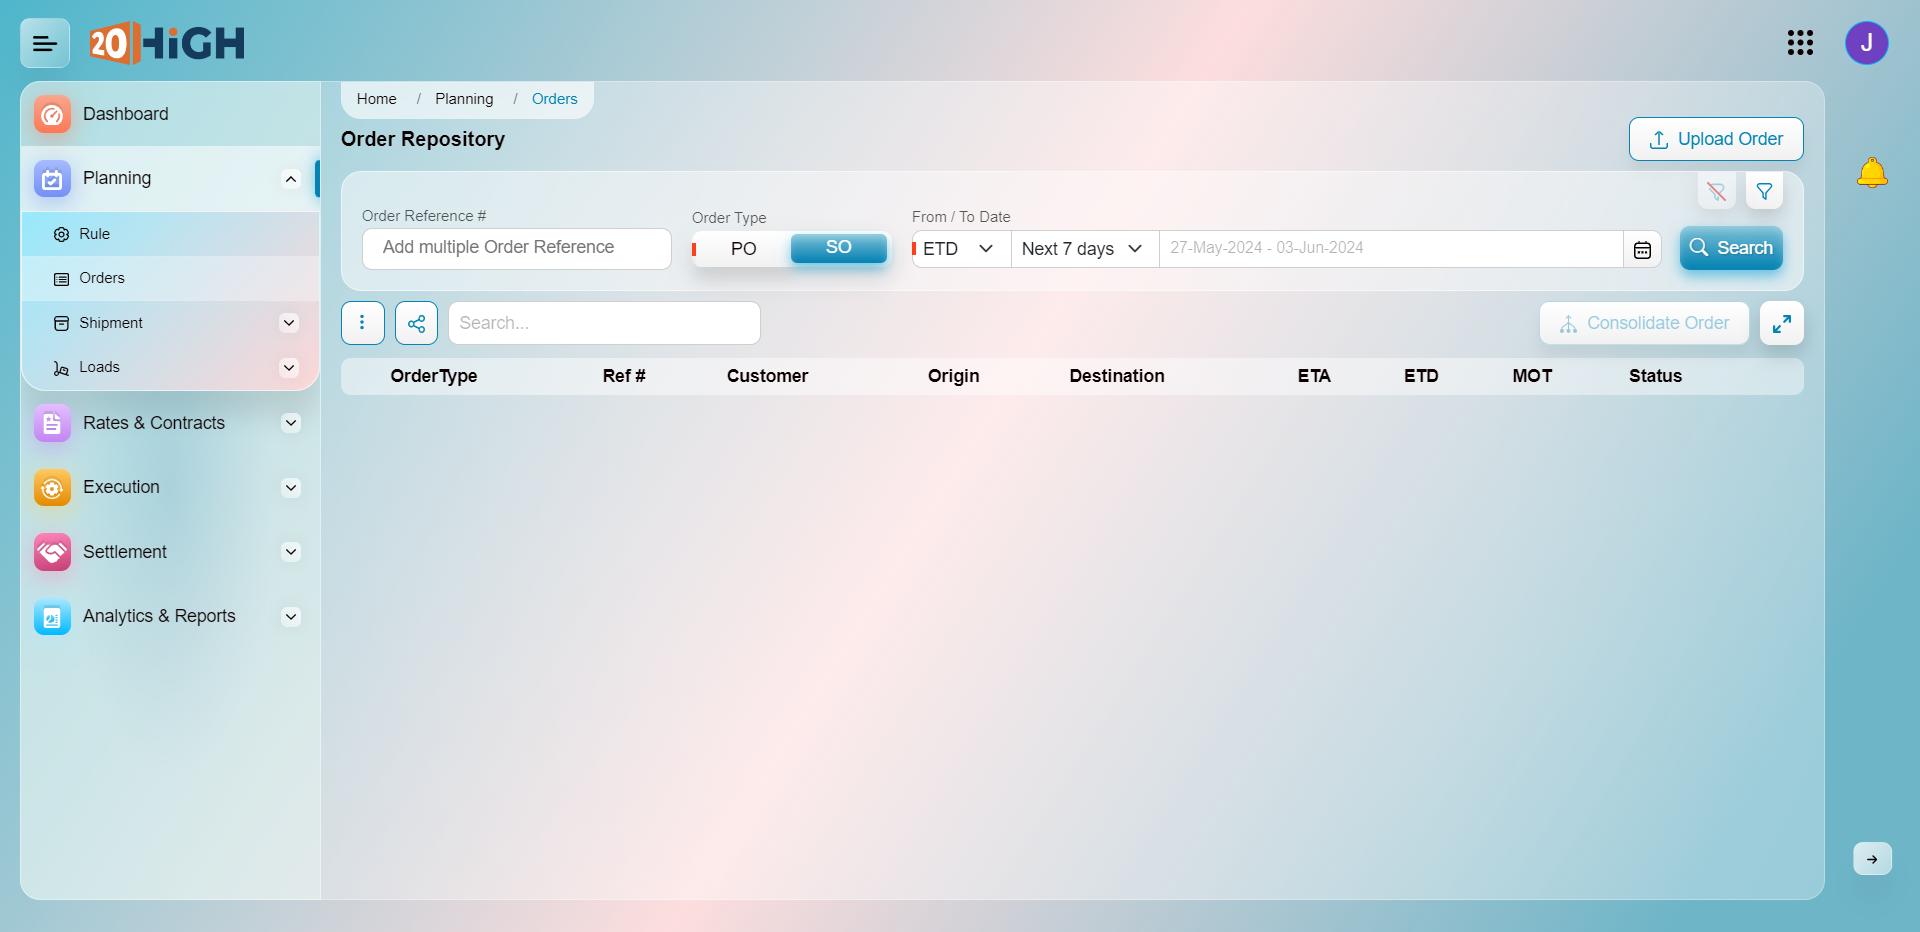 20HiGH
J
Dashboard
Planning
Rule
Orders
Shipment
Loads
Rates & Contracts
Execution
Settlement
Analytics & Reports
Home / Planning / Orders
Order Repository
Upload Order
Order Reference #
Add multiple Order Reference
Order Type
PO SO
From / To Date
ETD Next 7 days 27-May-2024 - 03-Jun-2024
Search
Search...
Consolidate Order
OrderType Ref # Customer Origin Destination ETA ETD MOT Status